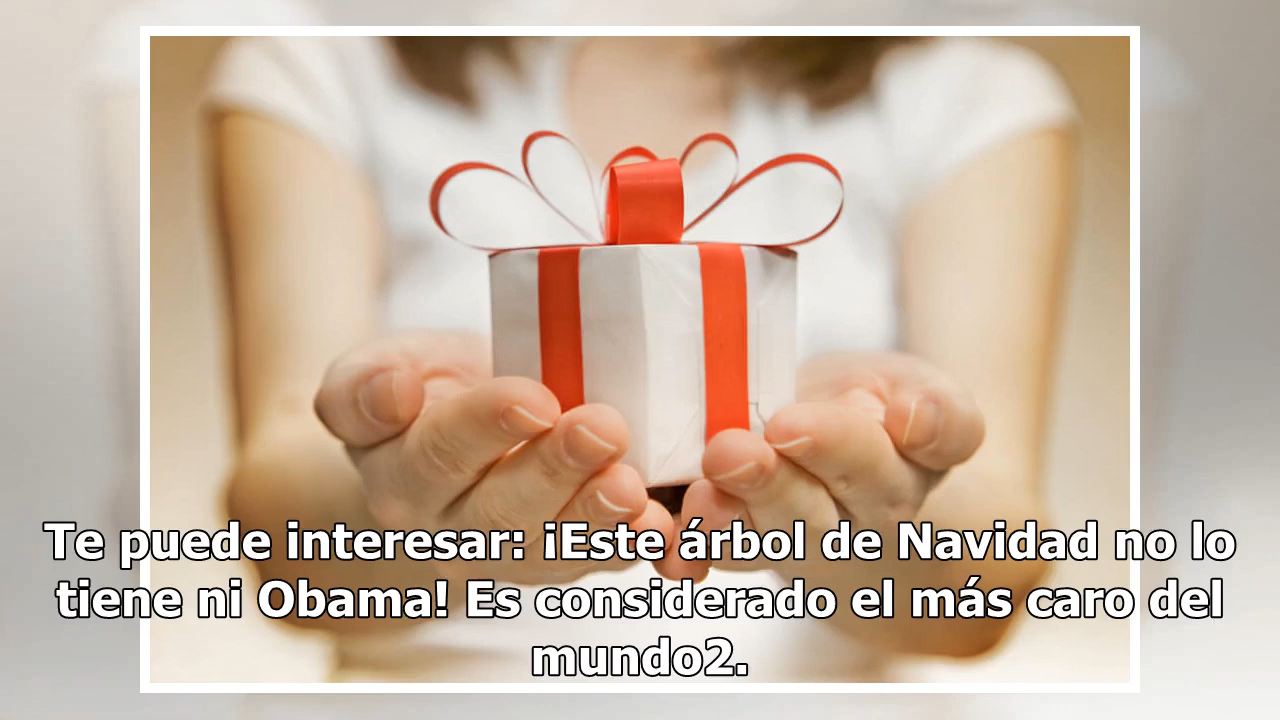 Te puede interesar: ¡Este árbol de Navidad no lo
tiene ni Obama! Es considerado el más caro del
mundo2.